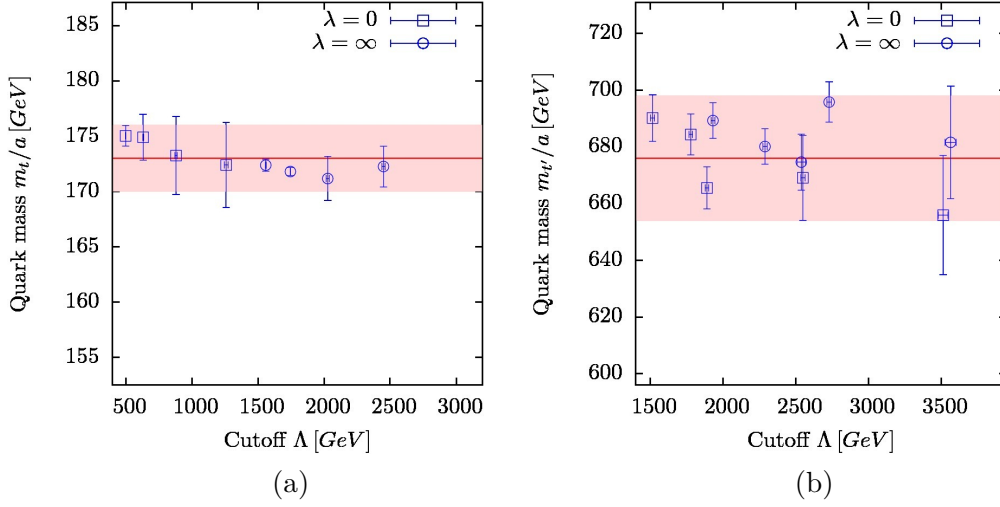 λ = 0
λ = ∞
185
180
175
170
165
160
155
Quark mass m_t/a [GeV]
500 1000 1500 2000 2500 3000
Cutoff Λ [GeV]
(a)
λ = 0
λ = ∞
720
700
680
660
640
620
600
Quark mass m_t'/a [GeV]
1500 2000 2500 3000 3500
Cutoff Λ [GeV]
(b)